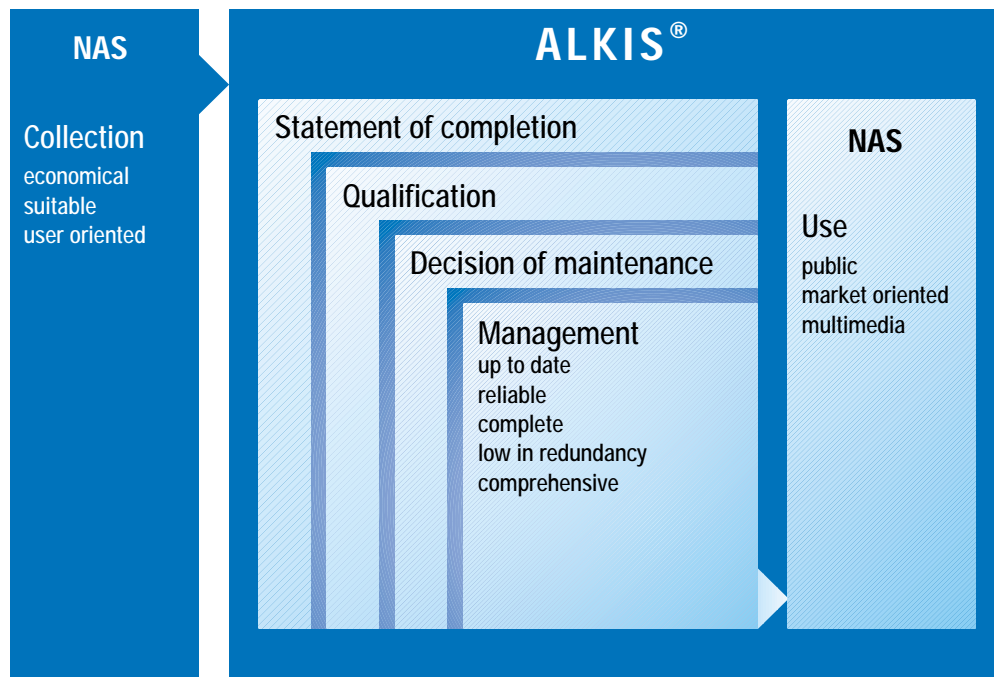 NAS
Collection
economical
suitable
user oriented
ALKIS®
Statement of completion
Qualification
Decision of maintenance
Management
up to date
reliable
complete
low in redundancy
comprehensive
NAS
Use
public
market oriented
multimedia